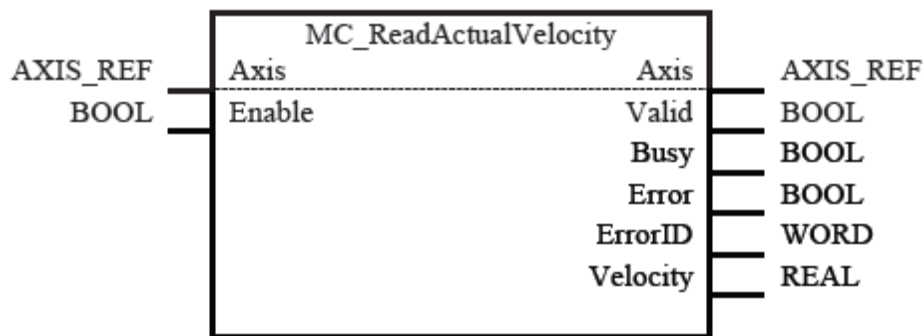 MC_ReadActualVelocity
AXIS_REF Axis Axis AXIS_REF
BOOL Enable Valid BOOL
Busy BOOL
Error BOOL
ErrorID WORD
Velocity REAL